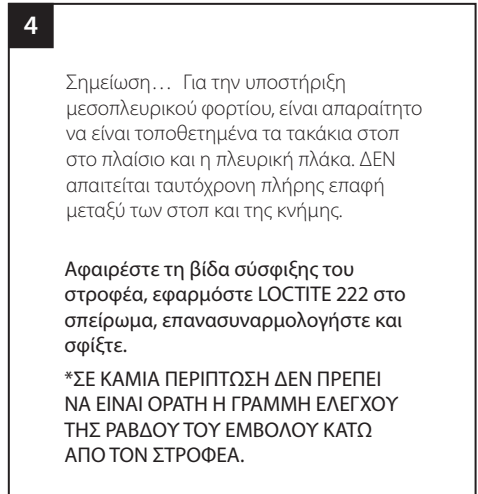 4
Σημείωση… Για την υποστήριξη
μεσοπλευρικού φορτίου, είναι απαραίτητο
να είναι τοποθετημένα τα τακάκια στοπ
στο πλαίσιο και η πλευρική πλάκα. ΔΕΝ
απαιτείται ταυτόχρονη πλήρης επαφή
μεταξύ των στοπ και της κνήμης.
Αφαιρέστε τη βίδα σύσφιξης του
στροφέα, εφαρμόστε LOCTITE 222 στο
σπείρωμα, επανασυναρμολογήστε και
σφίξτε.
*ΣΕ ΚΑΜΙΑ ΠΕΡΙΠΤΩΣΗ ΔΕΝ ΠΡΕΠΕΙ
ΝΑ ΕΙΝΑΙ ΟΡΑΤΗ Η ΓΡΑΜΜΗ ΕΛΕΓΧΟΥ
ΤΗΣ ΡΑΒΔΟΥ ΤΟΥ ΕΜΒΟΛΟΥ ΚΑΤΩ
ΑΠΟ ΤΟΝ ΣΤΡΟΦΕΑ.